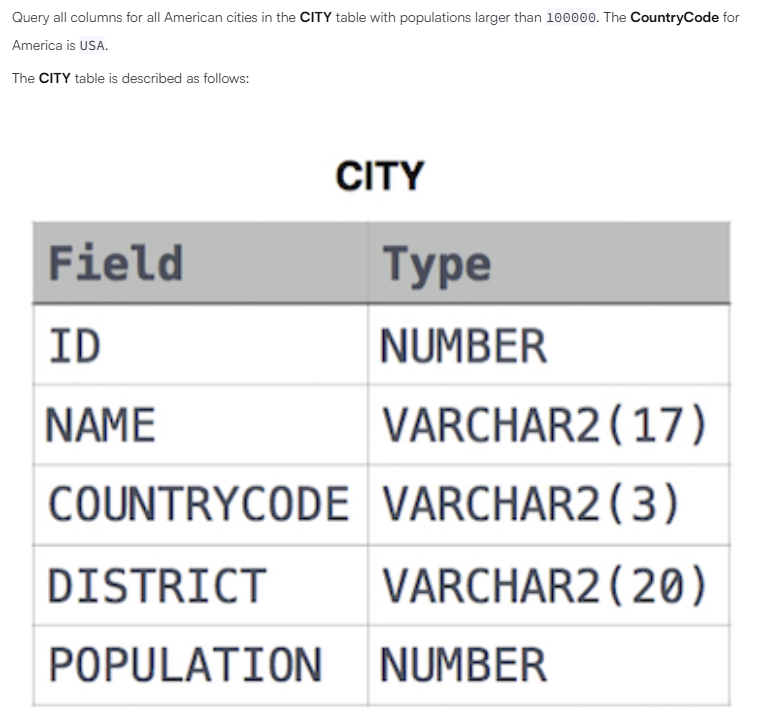 Query all columns for all American cities in the CITY table with populations larger than 100000. The CountryCode for
America is USA.
The CITY table is described as follows:
CITY
Field Type
ID NUMBER
NAME VARCHAR2(17)
COUNTRYCODE VARCHAR2(3)
DISTRICT VARCHAR2(20)
POPULATION NUMBER